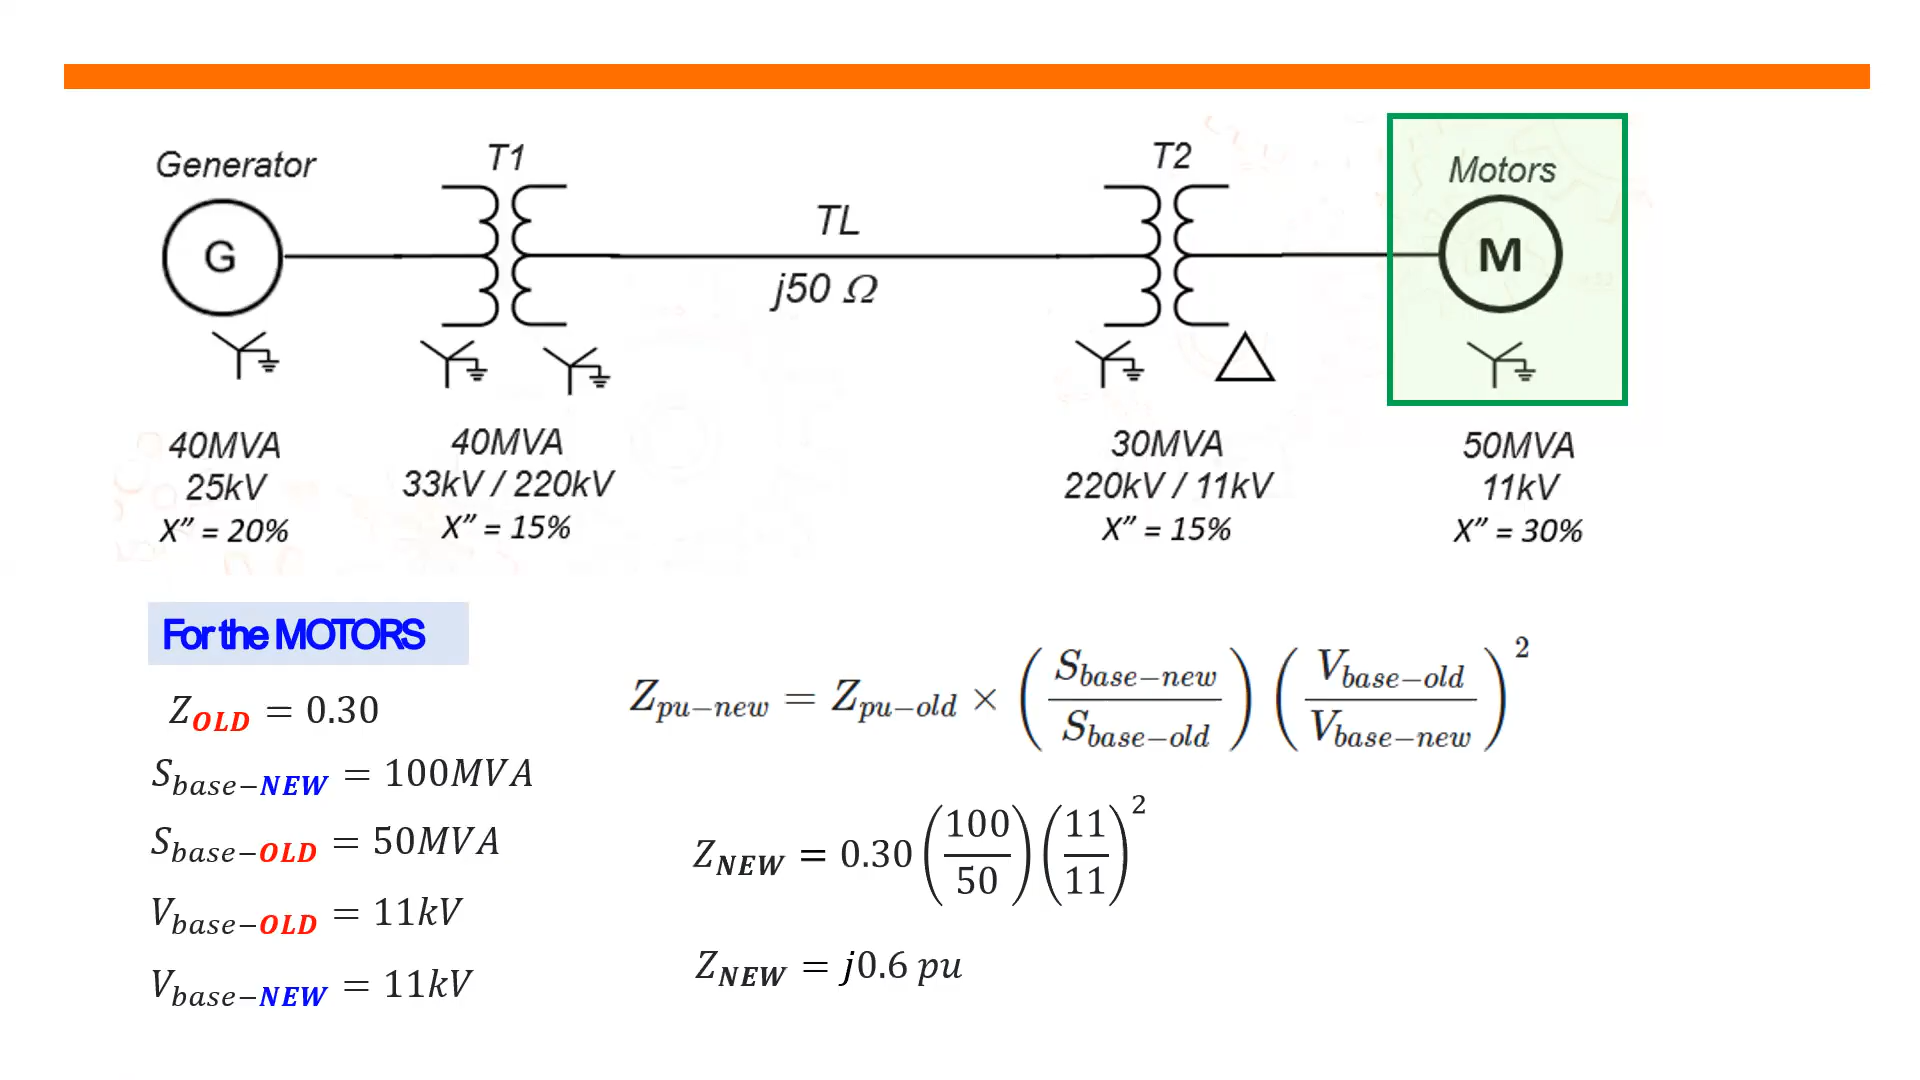 Generator
T1
T2
Motors
G
TL
M
j50 Ω
40MVA
25kV
X” = 20%
40MVA
33kV / 220kV
X” = 15%
30MVA
220kV / 11kV
X” = 15%
50MVA
11kV
X” = 30%
For the MOTORS
Z_OLD = 0.30
S_base−NEW = 100MVA
S_base−OLD = 50MVA
V_base−OLD = 11kV
V_base−NEW = 11kV
Z_pu−new = Z_pu−old × (S_base−new / S_base−old) (V_base−old / V_base−new)²
Z_NEW = 0.30 (100 / 50) (11 / 11)²
Z_NEW = j0.6 pu